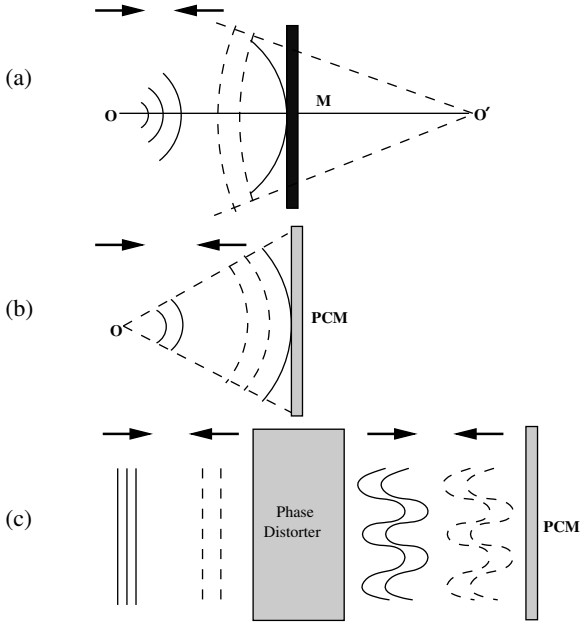 (a)
O
M
O′
(b)
O
PCM
(c)
Phase
Distorter
PCM